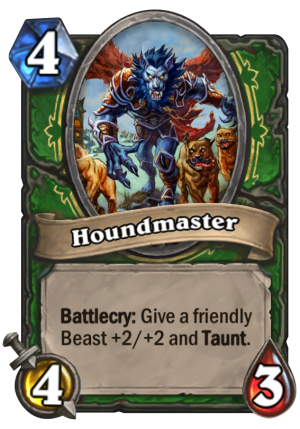 4
Houndmaster
Battlecry: Give a friendly
Beast +2/+2 and Taunt.
4
3